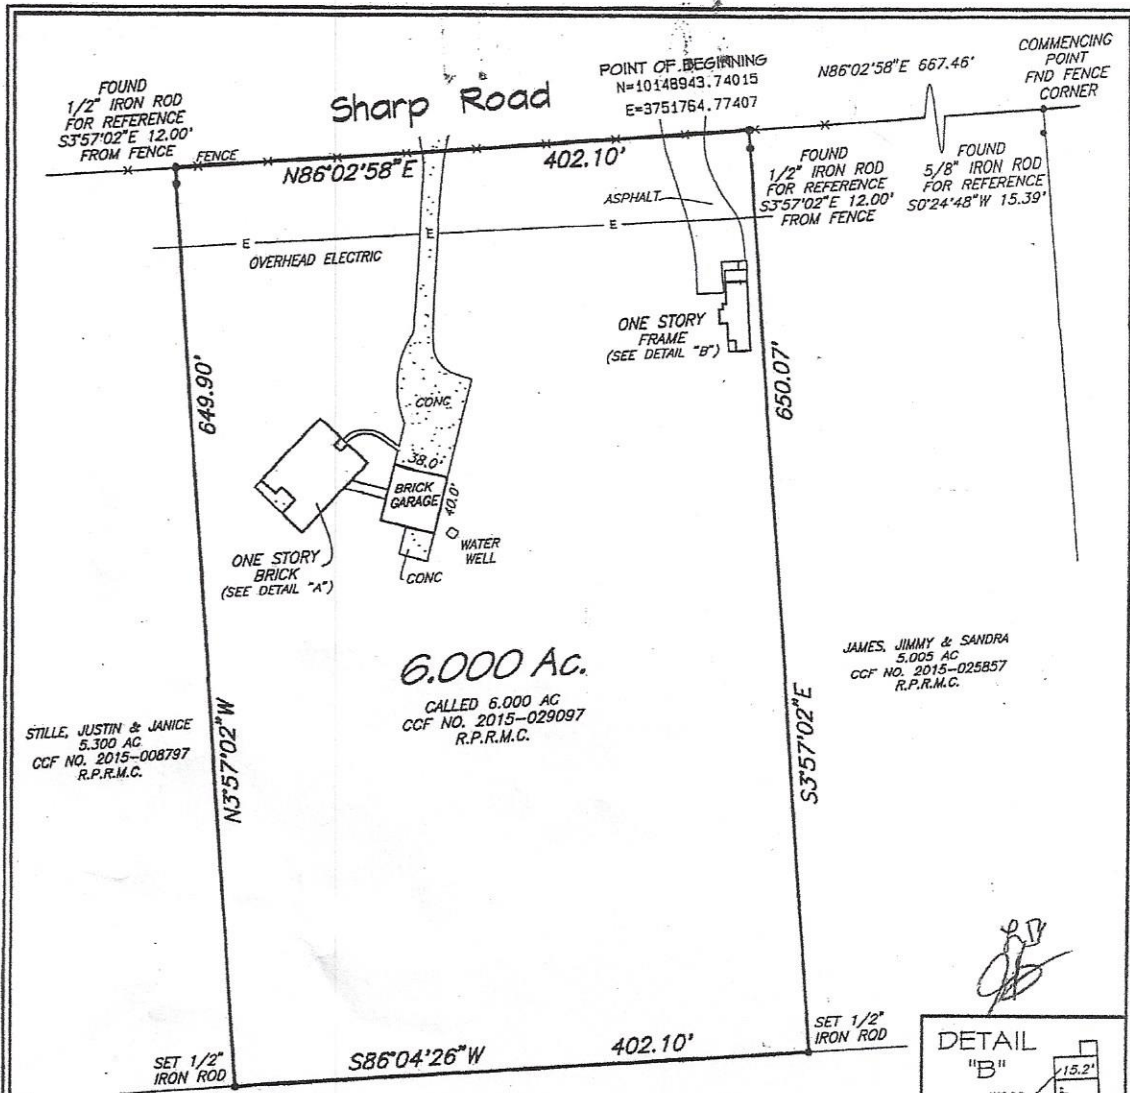 COMMENCING
POINT
FND FENCE
CORNER
POINT OF BEGINNING
N=10148943.74015
E=3751764.77407
N86°02'58"E 667.46'
Sharp Road
FOUND
1/2" IRON ROD
FOR REFERENCE
S3°57'02"E 12.00'
FROM FENCE
FENCE
N86°02'58"E
402.10'
FOUND
1/2" IRON ROD
FOR REFERENCE
S3°57'02"E 12.00'
FROM FENCE
FOUND
5/8" IRON ROD
FOR REFERENCE
S0°24'48"W 15.39'
ASPHALT
E
E
E
OVERHEAD ELECTRIC
ONE STORY
FRAME
(SEE DETAIL "B")
649.90'
650.07'
CONC
38.0'
BRICK
GARAGE
40.0'
WATER
WELL
CONC
ONE STORY
BRICK
(SEE DETAIL "A")
6.000 Ac.
CALLED 6.000 AC
CCF NO. 2015-029097
R.P.R.M.C.
JAMES, JIMMY & SANDRA
5.005 AC
CCF NO. 2015-025857
R.P.R.M.C.
STILLE, JUSTIN & JANICE
5.300 AC
CCF NO. 2015-008797
R.P.R.M.C.
N3°57'02"W
S3°57'02"E
SET 1/2"
IRON ROD
S86°04'26"W
402.10'
SET 1/2"
IRON ROD
DETAIL
"B"
15.2'